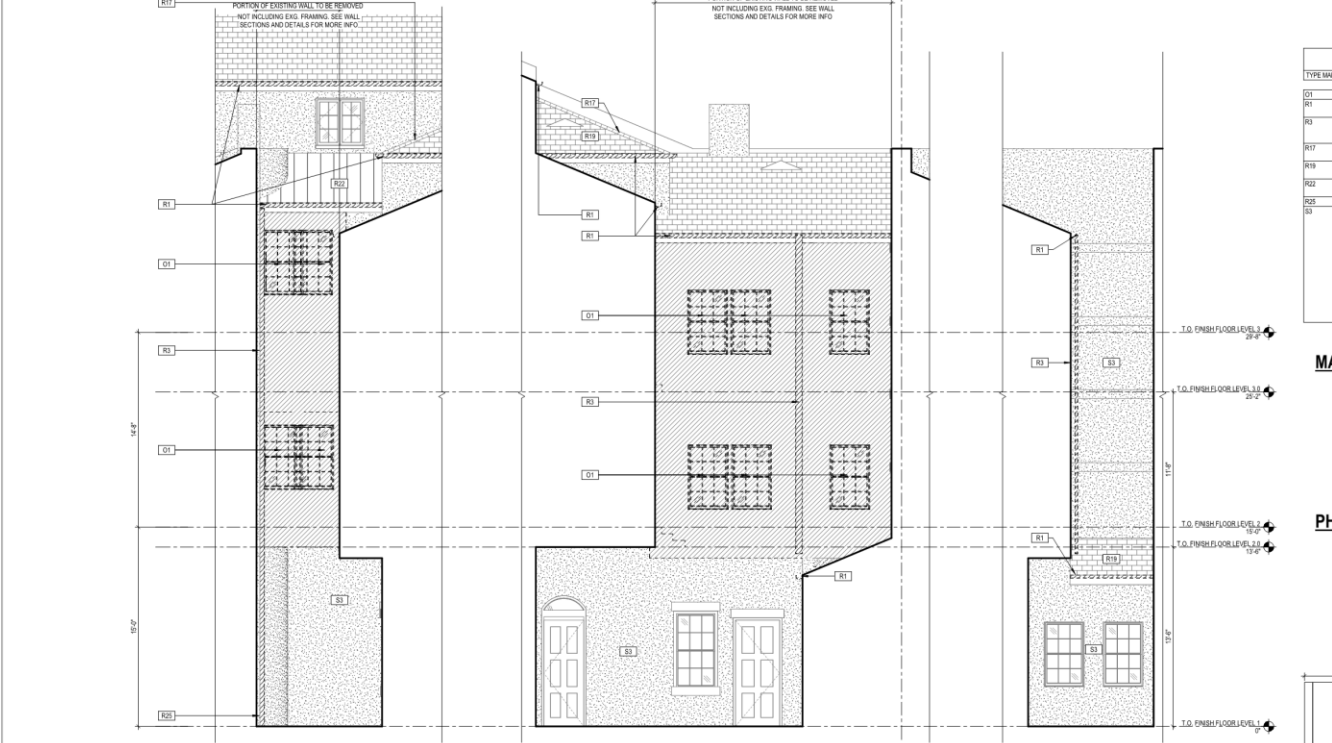 R17
PORTION OF EXISTING WALL TO BE REMOVED
NOT INCLUDING EXG. FRAMING. SEE WALL
SECTIONS AND DETAILS FOR MORE INFO.
NOT INCLUDING EXG. FRAMING. SEE WALL
SECTIONS AND DETAILS FOR MORE INFO
R22
R1
O1
R3
O1
S3
R25
14'-8"
15'-0"
R17
R19
R1
R1
O1
R3
O1
R1
S3
R1
R3
S3
R1
R19
S3
11'-8"
13'-6"
T.O. FINISH FLOOR LEVEL 3
29'-8"
T.O. FINISH FLOOR LEVEL 3.0
25'-2"
T.O. FINISH FLOOR LEVEL 2
15'-0"
T.O. FINISH FLOOR LEVEL 2.0
13'-6"
T.O. FINISH FLOOR LEVEL 1
0"
TYPE MA
O1
R1
R3
R17
R19
R22
R25
S3
MA
PH